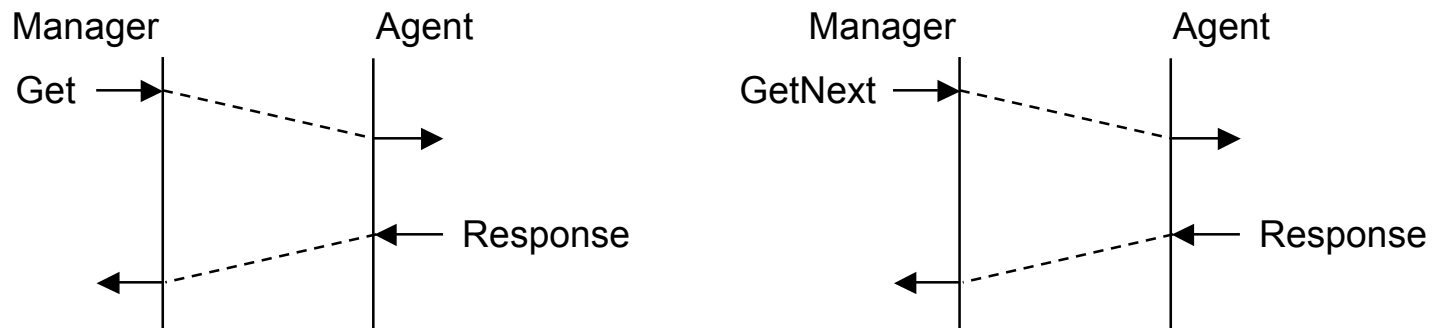 Manager Agent
Get
Response
Manager Agent
GetNext
Response